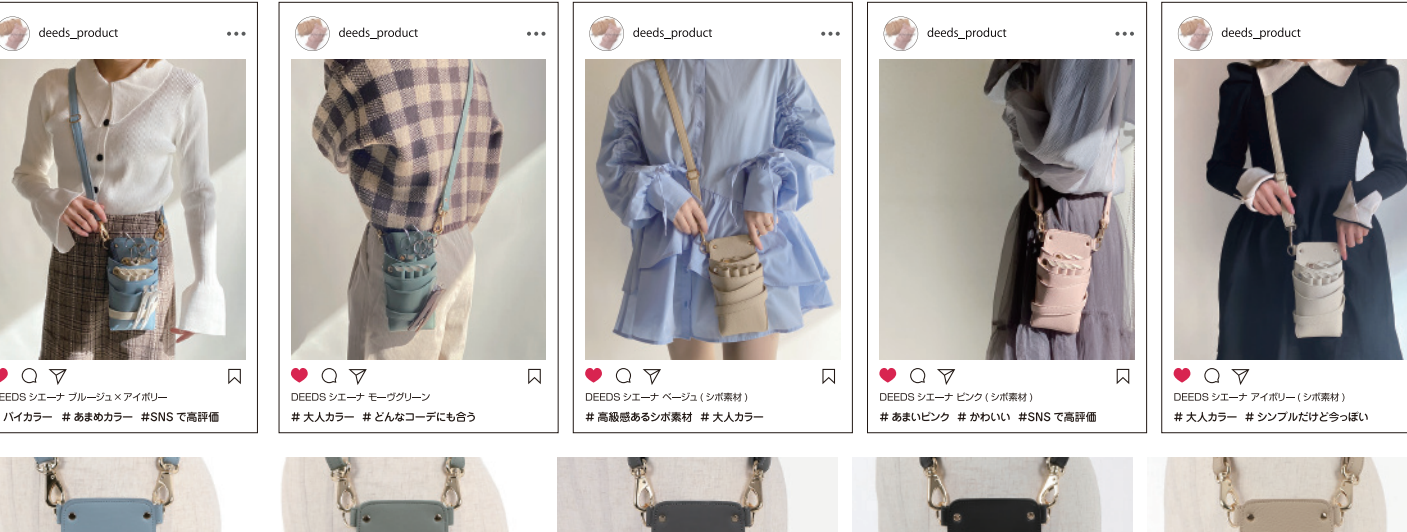 deeds_product
deeds_product
deeds_product
deeds_product
deeds_product
EEDS シエーナ ブルージュ×アイボリー
バイカラー #あまめカラー #SNSで高評価
DEEDS シエーナ モーヴグリーン
#大人カラー #どんなコーデにも合う
DEEDS シエーナ ベージュ(シボ素材)
#高級感あるシボ素材 #大人カラー
DEEDS シエーナ ピンク(シボ素材)
#あまいピンク #かわいい #SNSで高評価
DEEDS シエーナ アイボリー(シボ素材)
#大人カラー #シンプルだけど今っぽい